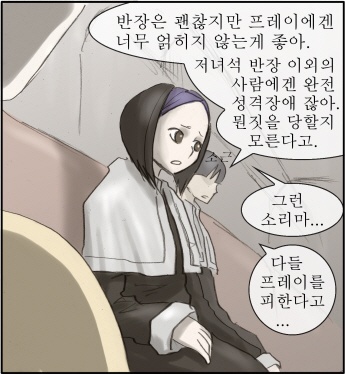 반장은 괜찮지만 프레이에겐
너무 얽히지 않는게 좋아.
저녀석 반장 이외의
사람에겐 완전
성격장애 잖아.
뭔짓을 당할지
모른다고.
소근
그런
소리마...
다들
프레이를
피한다고
...